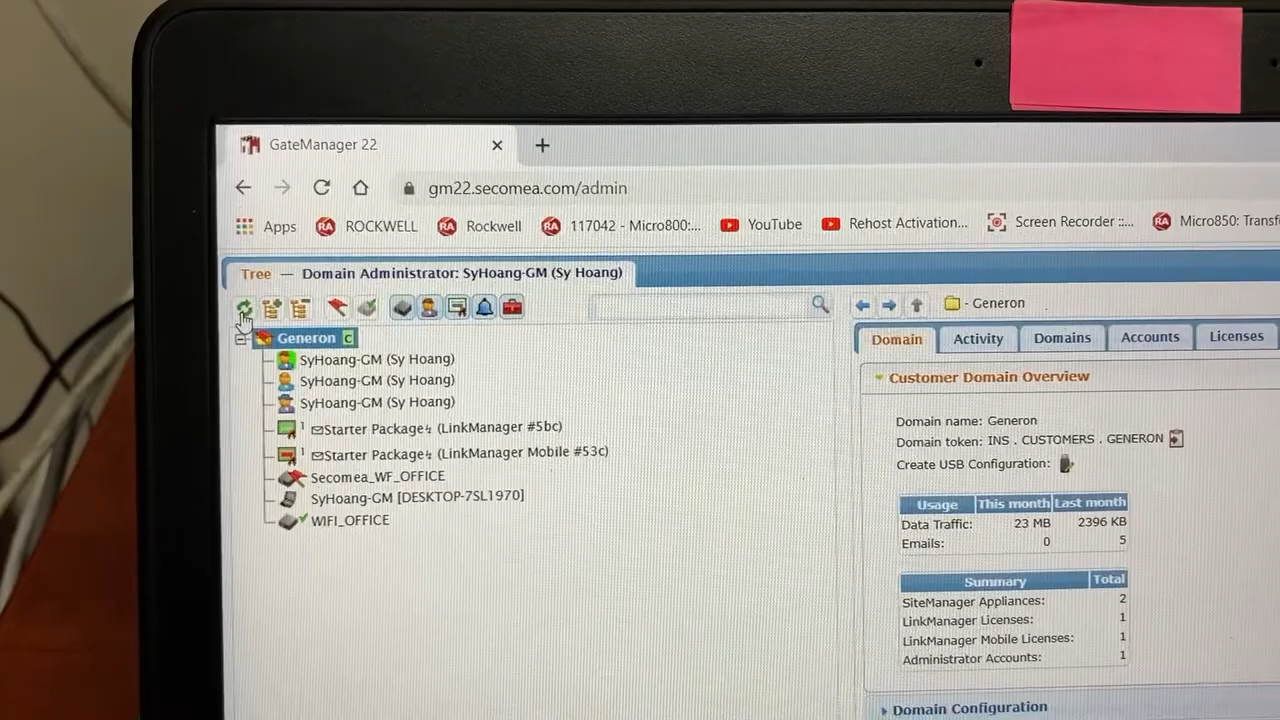 GateManager 22
gm22.secomea.com/admin
Apps ROCKWELL Rockwell 117042 - Micro800:... YouTube Rehost Activation... Screen Recorder ::... Micro850: Transf
Tree — Domain Administrator: SyHoang-GM (Sy Hoang)
- Generon
Generon C
SyHoang-GM (Sy Hoang)
SyHoang-GM (Sy Hoang)
SyHoang-GM (Sy Hoang)
1 Starter Package (LinkManager #5bc)
1 Starter Package (LinkManager Mobile #53c)
Secomea_WF_OFFICE
SyHoang-GM [DESKTOP-7SL1970]
WIFI_OFFICE
Domain Activity Domains Accounts Licenses
Customer Domain Overview
Domain name: Generon
Domain token: INS . CUSTOMERS . GENERON
Create USB Configuration:
Usage This month Last month
Data Traffic: 23 MB 2396 KB
Emails: 0 5
Summary Total
SiteManager Appliances: 2
LinkManager Licenses: 1
LinkManager Mobile Licenses: 1
Administrator Accounts: 1
Domain Configuration